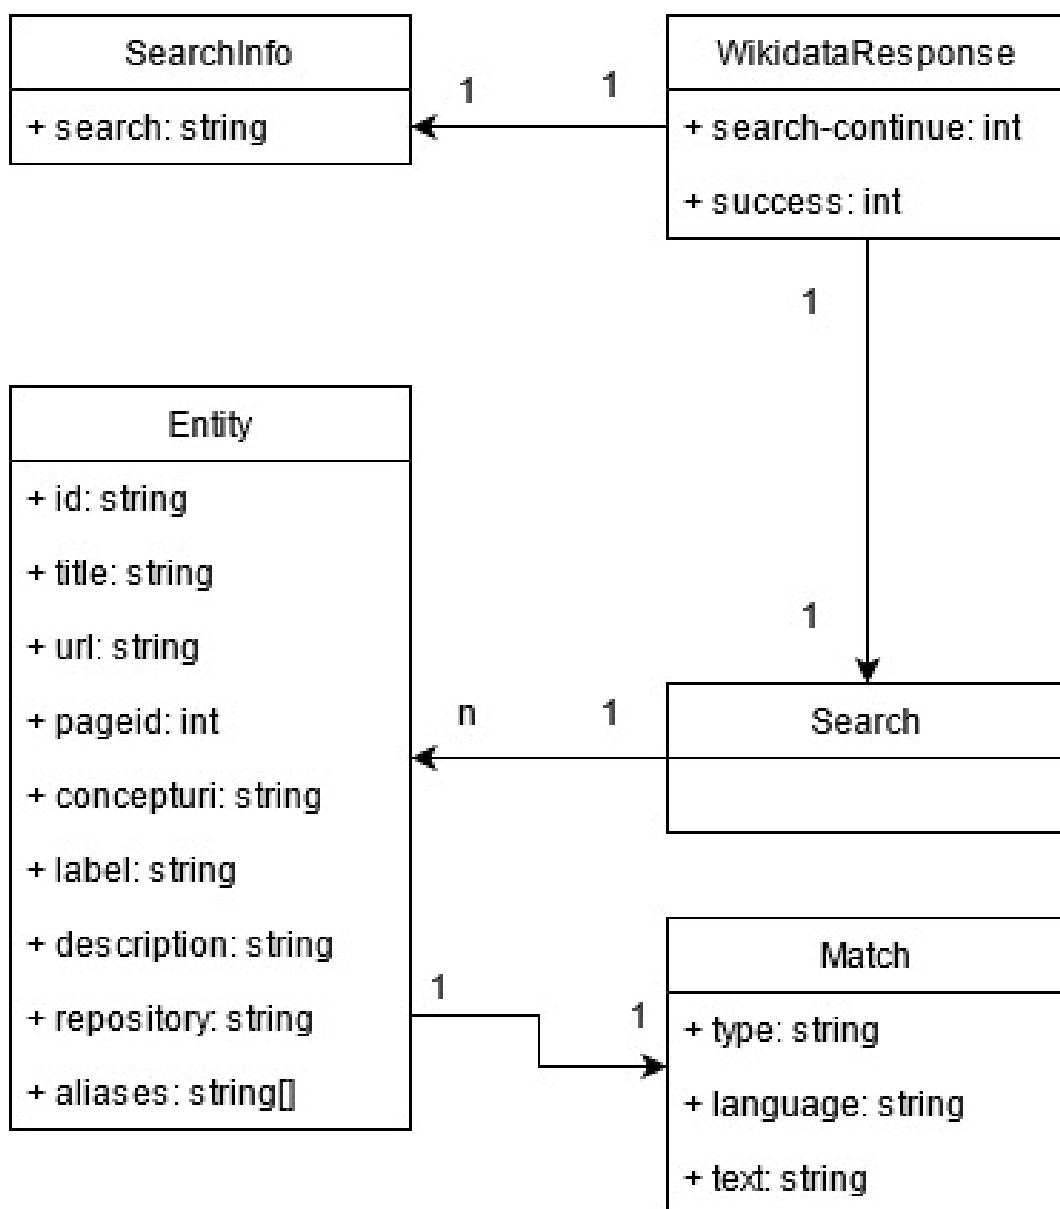 SearchInfo
+ search: string
1
1
WikidataResponse
+ search-continue: int
+ success: int
1
1
Search
1
n
Entity
+ id: string
+ title: string
+ url: string
+ pageid: int
+ concepturi: string
+ label: string
+ description: string
+ repository: string
+ aliases: string[]
1
1
Match
+ type: string
+ language: string
+ text: string